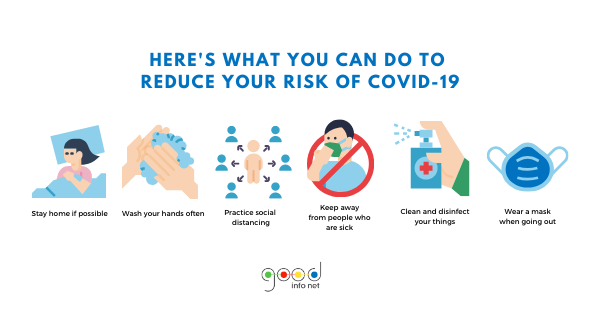 HERE'S WHAT YOU CAN DO TO
REDUCE YOUR RISK OF COVID-19
Stay home if possible
Wash your hands often
Practice social
distancing
Keep away
from people who
are sick
Clean and disinfect
your things
Wear a mask
when going out
good
info net